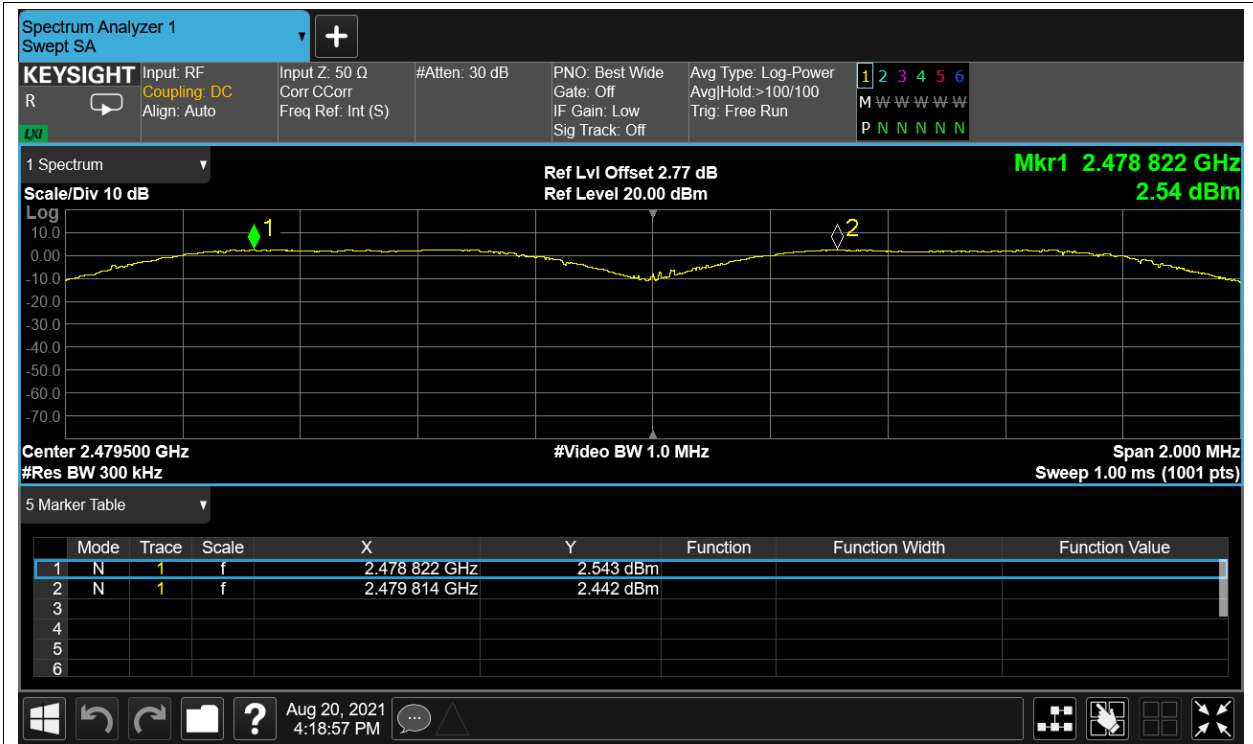 Spectrum Analyzer 1
Swept SA
KEYSIGHT
R
LXI
Input: RF
Coupling: DC
Align: Auto
Input Z: 50 Ω
Corr CCorr
Freq Ref: Int (S)
#Atten: 30 dB
PNO: Best Wide
Gate: Off
IF Gain: Low
Sig Track: Off
Avg Type: Log-Power
Avg|Hold:>100/100
Trig: Free Run
1 2 3 4 5 6
M W W W W W W
P N N N N N N
1 Spectrum
Scale/Div 10 dB
Ref Lvl Offset 2.77 dB
Ref Level 20.00 dBm
Mkr1 2.478 822 GHz
2.54 dBm
Log
10.0
0.00
-10.0
-20.0
-30.0
-40.0
-50.0
-60.0
-70.0
1
2
Center 2.479500 GHz
#Res BW 300 kHz
#Video BW 1.0 MHz
Span 2.000 MHz
Sweep 1.00 ms (1001 pts)
5 Marker Table
Mode Trace Scale X Y Function Function Width Function Value
1 N 1 f 2.478 822 GHz 2.543 dBm
2 N 1 f 2.479 814 GHz 2.442 dBm
3
4
5
6
?
Aug 20, 2021
4:18:57 PM